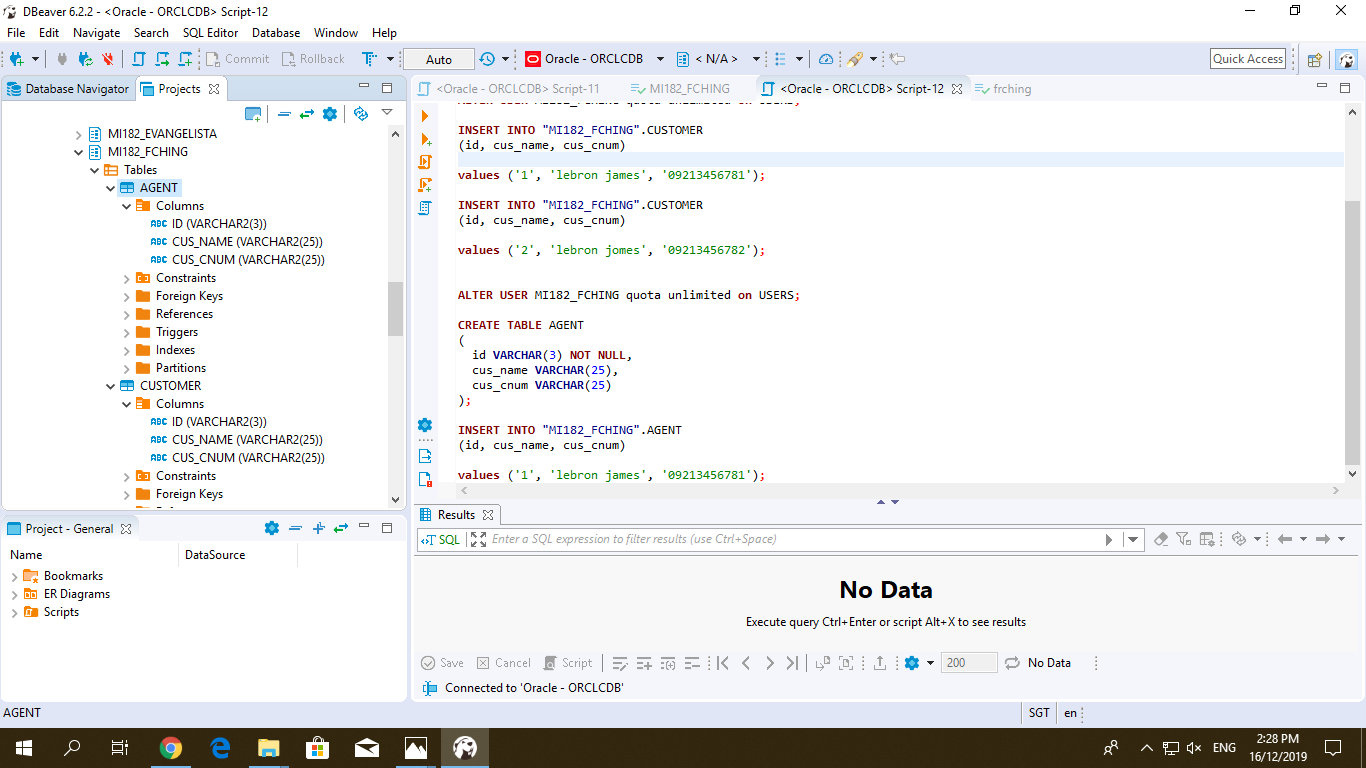 DBeaver 6.2.2 - <Oracle - ORCLCDB> Script-12
File Edit Navigate Search SQL Editor Database Window Help
Commit Rollback Auto Oracle - ORCLCDB < N/A > Quick Access
Database Navigator Projects
<Oracle - ORCLCDB> Script-11 MI182_FCHING <Oracle - ORCLCDB> Script-12 frching
MI182_EVANGELISTA
MI182_FCHING
Tables
AGENT
Columns
ID (VARCHAR2(3))
CUS_NAME (VARCHAR2(25))
CUS_CNUM (VARCHAR2(25))
Constraints
Foreign Keys
References
Triggers
Indexes
Partitions
CUSTOMER
Columns
ID (VARCHAR2(3))
CUS_NAME (VARCHAR2(25))
CUS_CNUM (VARCHAR2(25))
Constraints
Foreign Keys
ALTER USER MI182_FCHING quota unlimited on USERS;
INSERT INTO "MI182_FCHING".CUSTOMER
(id, cus_name, cus_cnum)
values ('1', 'lebron james', '09213456781');
INSERT INTO "MI182_FCHING".CUSTOMER
(id, cus_name, cus_cnum)
values ('2', 'lebron jomes', '09213456782');
ALTER USER MI182_FCHING quota unlimited on USERS;
CREATE TABLE AGENT
(
id VARCHAR(3) NOT NULL,
cus_name VARCHAR(25),
cus_cnum VARCHAR(25)
);
INSERT INTO "MI182_FCHING".AGENT
(id, cus_name, cus_cnum)
values ('1', 'lebron james', '09213456781');
Project - General
Name DataSource
Bookmarks
ER Diagrams
Scripts
Results
SQL Enter a SQL expression to filter results (use Ctrl+Space)
No Data
Execute query Ctrl+Enter or script Alt+X to see results
Save Cancel Script 200 No Data
Connected to 'Oracle - ORCLCDB'
AGENT SGT en
ENG 2:28 PM
16/12/2019